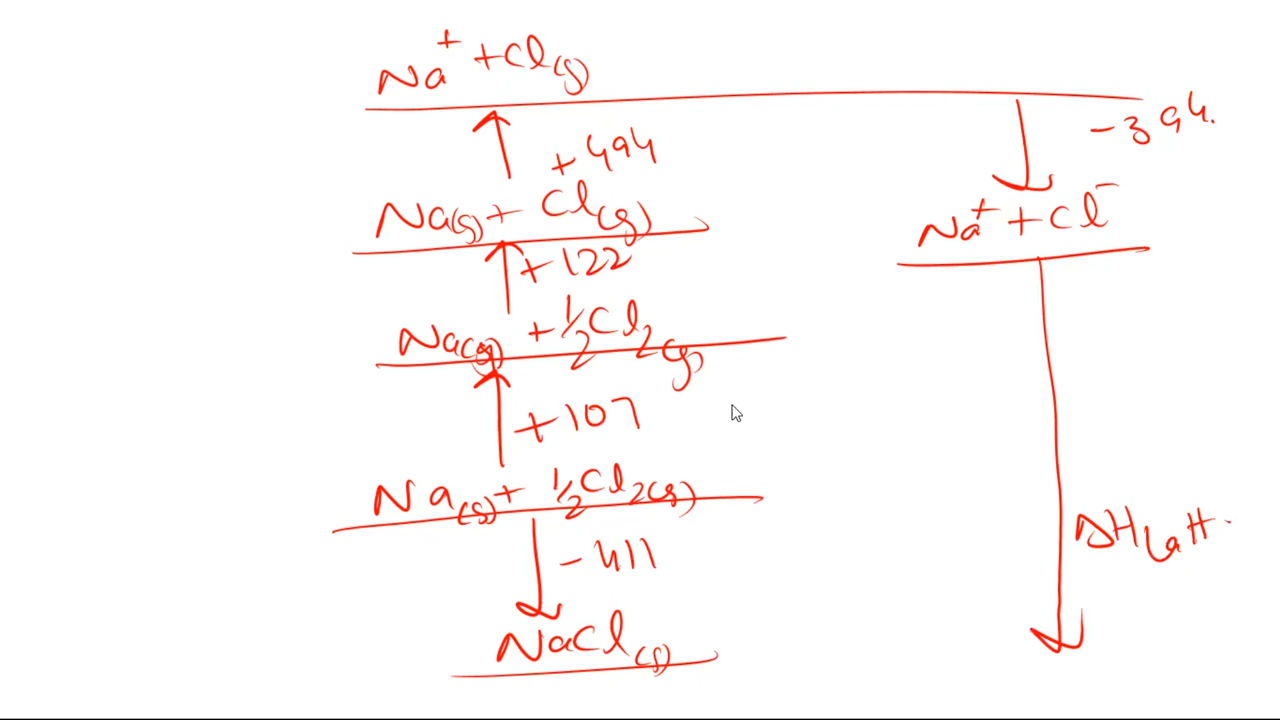 Na⁺ + Cl(g)
-394.
+494
Na(g) + Cl(g)
Na⁺ + Cl⁻
+122
Na(g) + ½Cl₂(g)
+107
Na(s) + ½Cl₂(g)
ΔHLatt.
-411
NaCl(s)